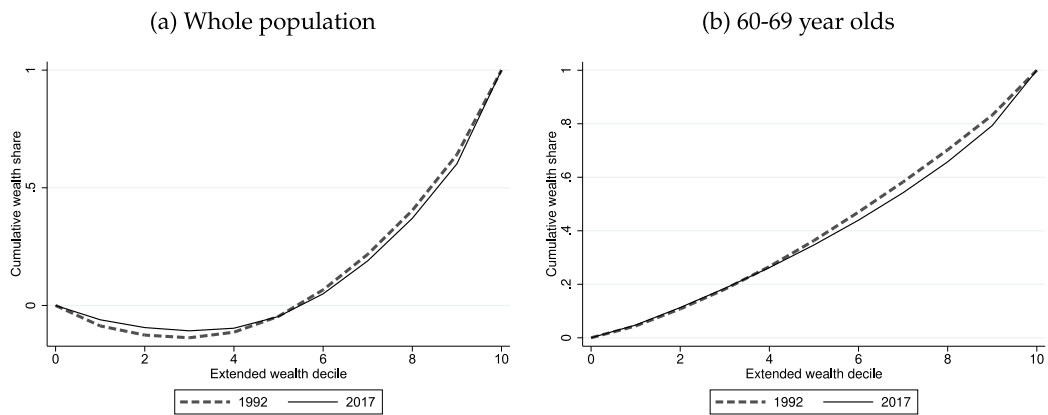 (a) Whole population
Cumulative wealth share
1
.5
0
0 2 4 6 8 10
Extended wealth decile
1992 2017
(b) 60-69 year olds
Cumulative wealth share
1
.8
.6
.4
.2
0
0 2 4 6 8 10
Extended wealth decile
1992 2017